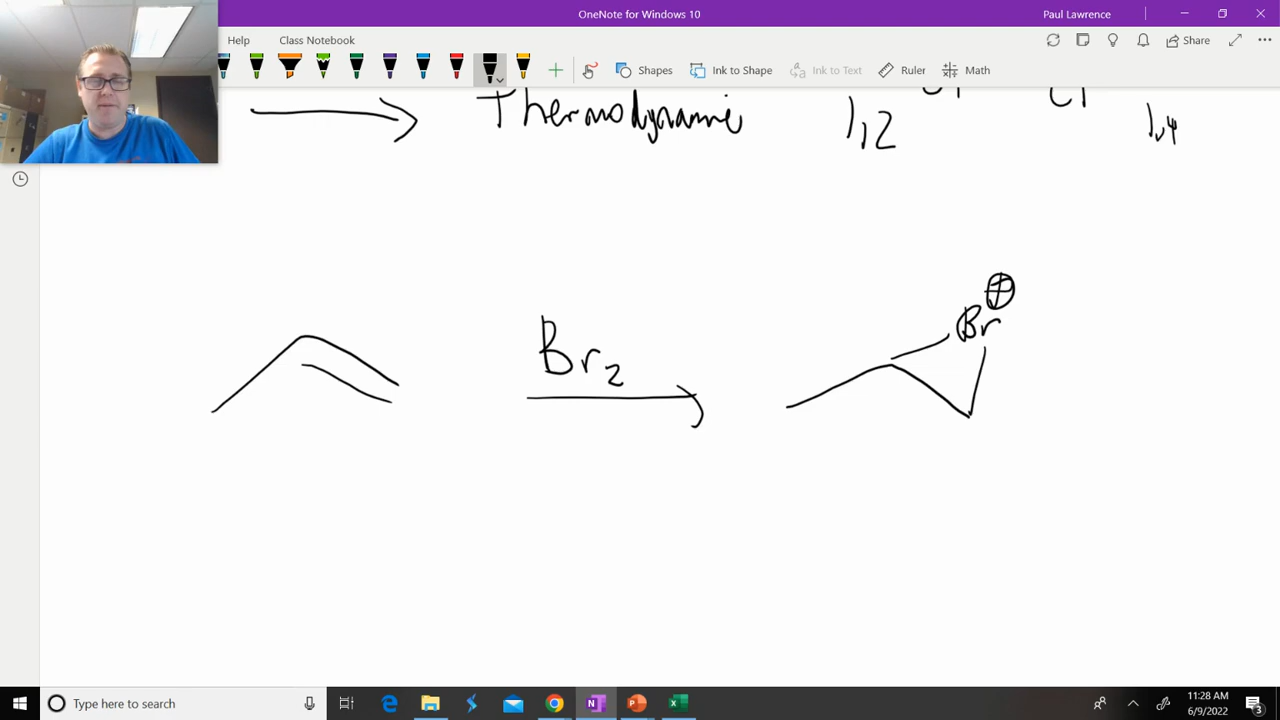 OneNote for Windows 10
Paul Lawrence
Help
Class Notebook
Share
Shapes
Ink to Shape
Ink to Text
Ruler
Math
Thermodynamic
1,2
1,4
Br
Br2
Type here to search
11:28 AM
6/9/2022
3